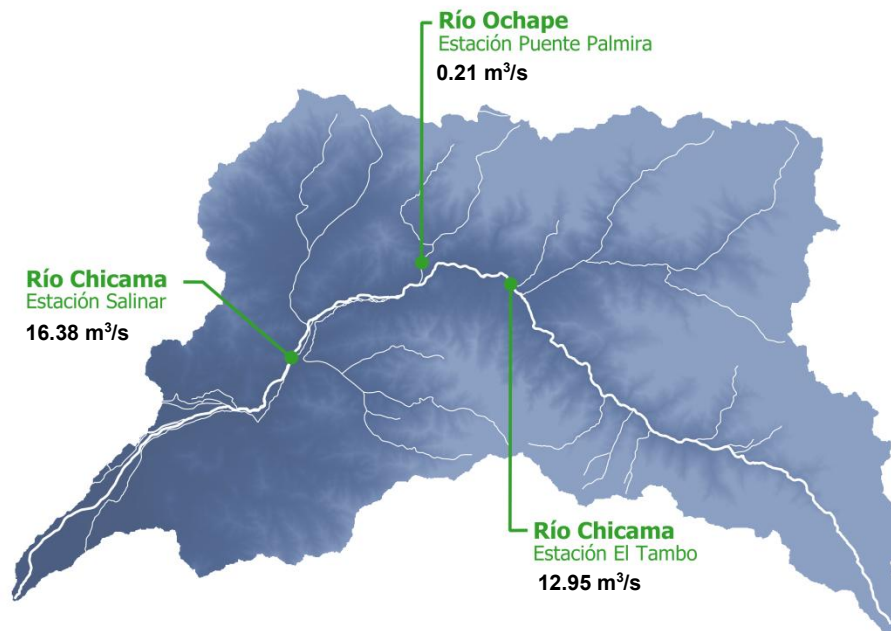 Río Ochape
Estación Puente Palmira
0.21 m³/s
Río Chicama
Estación Salinar
16.38 m³/s
Río Chicama
Estación El Tambo
12.95 m³/s